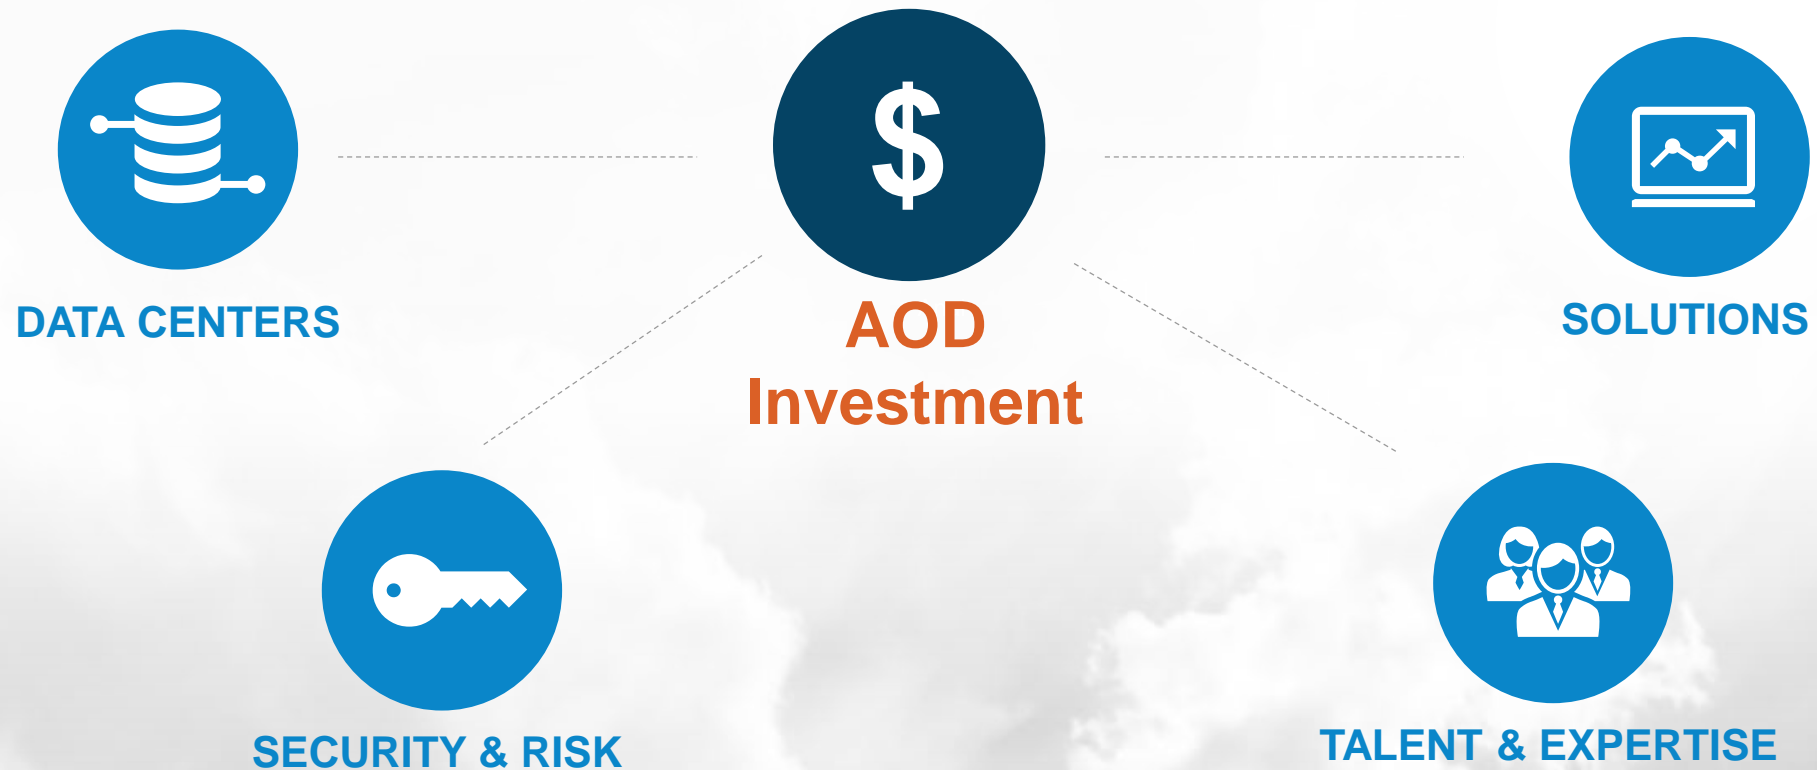 $
DATA CENTERS
AOD
Investment
SOLUTIONS
SECURITY & RISK
TALENT & EXPERTISE